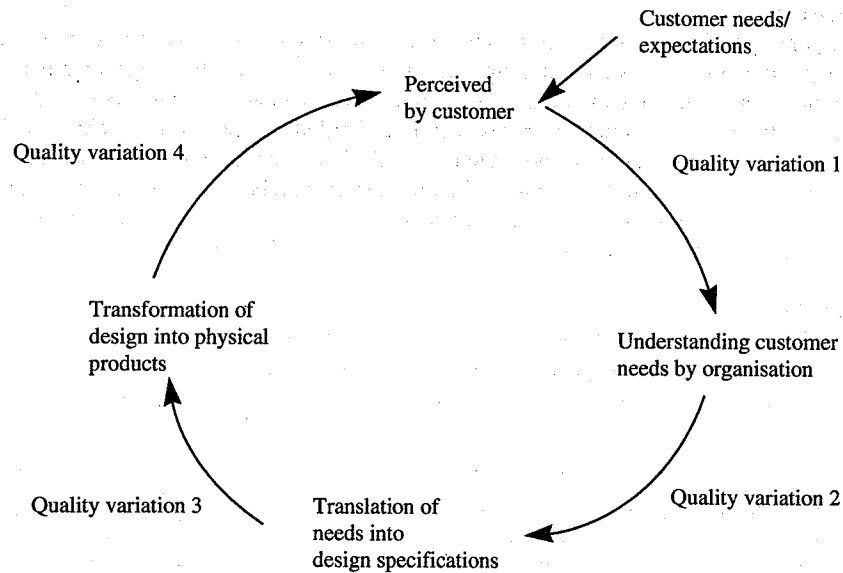 Customer needs/
expectations
Perceived
by customer
Quality variation 4
Quality variation 1
Transformation of
design into physical
products
Understanding customer
needs by organisation
Quality variation 3
Translation of
needs into
design specifications
Quality variation 2